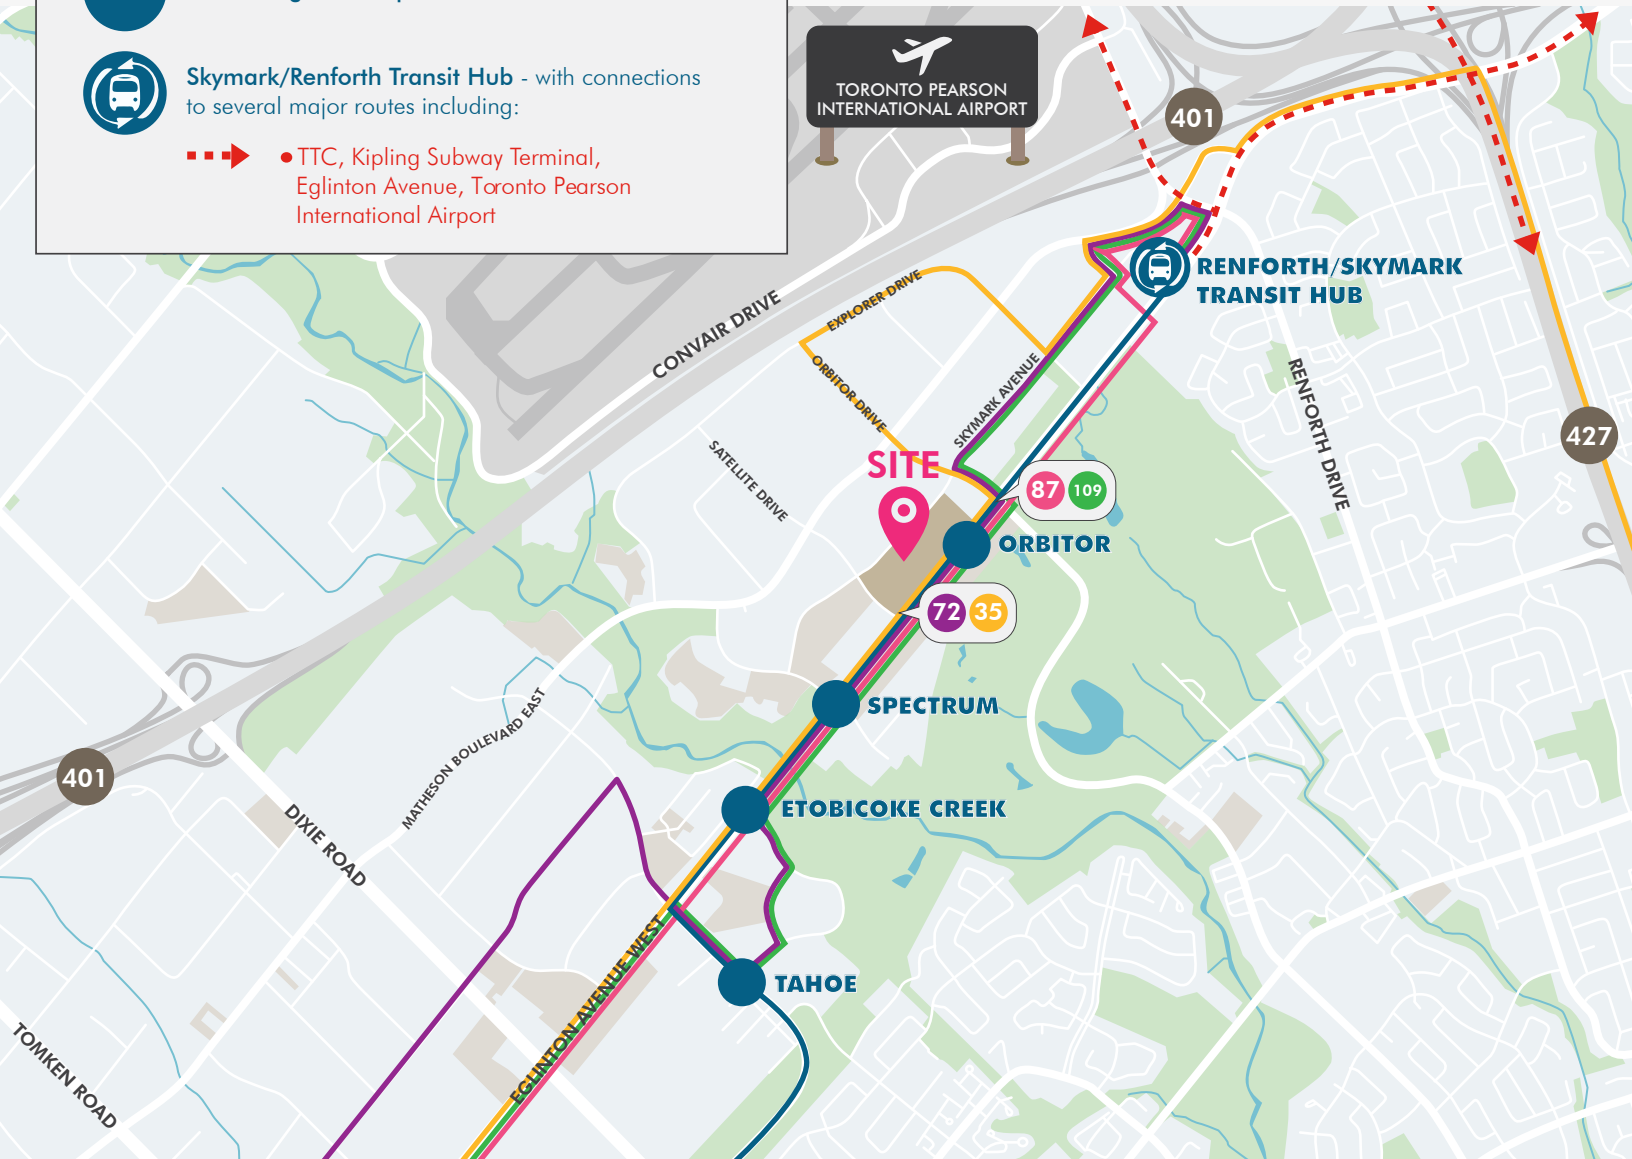 Skymark/Renforth Transit Hub - with connections
to several major routes including:
• TTC, Kipling Subway Terminal,
Eglinton Avenue, Toronto Pearson
International Airport
TORONTO PEARSON
INTERNATIONAL AIRPORT
401
RENFORTH/SKYMARK
TRANSIT HUB
EXPLORER DRIVE
CONVAIR DRIVE
ORBITOR DRIVE
SKYMARK AVENUE
RENFORTH DRIVE
427
SATELLITE DRIVE
SITE
87 109
ORBITOR
72 35
SPECTRUM
MATHESON BOULEVARD EAST
401
ETOBICOKE CREEK
DIXIE ROAD
EGLINTON AVENUE WEST
TAHOE
TOMKEN ROAD